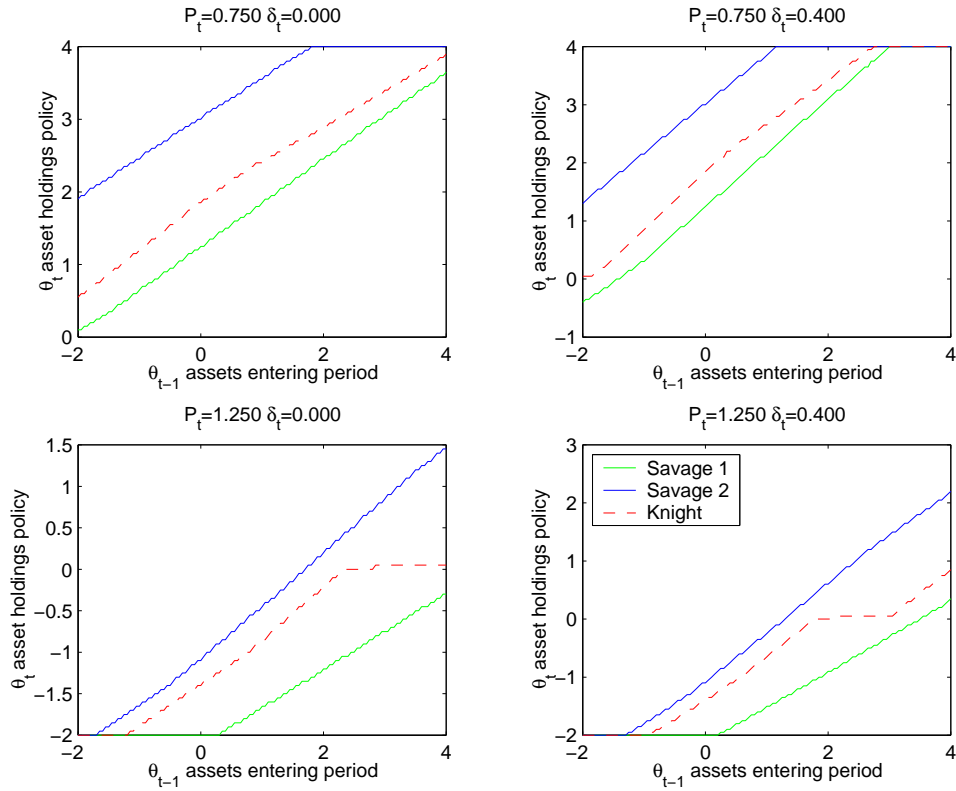 P_t=0.750 δ_t=0.000
4
3
2
1
0
−2
0
2
4
θ_t asset holdings policy
θ_{t−1} assets entering period
P_t=0.750 δ_t=0.400
4
3
2
1
0
−1
−2
0
2
4
θ_t asset holdings policy
θ_{t−1} assets entering period
P_t=1.250 δ_t=0.000
1.5
1
0.5
0
−0.5
−1
−1.5
−2
−2
0
2
4
θ_t asset holdings policy
θ_{t−1} assets entering period
P_t=1.250 δ_t=0.400
3
2
1
0
−1
−2
−2
0
2
4
θ_t asset holdings policy
θ_{t−1} assets entering period
Savage 1
Savage 2
Knight